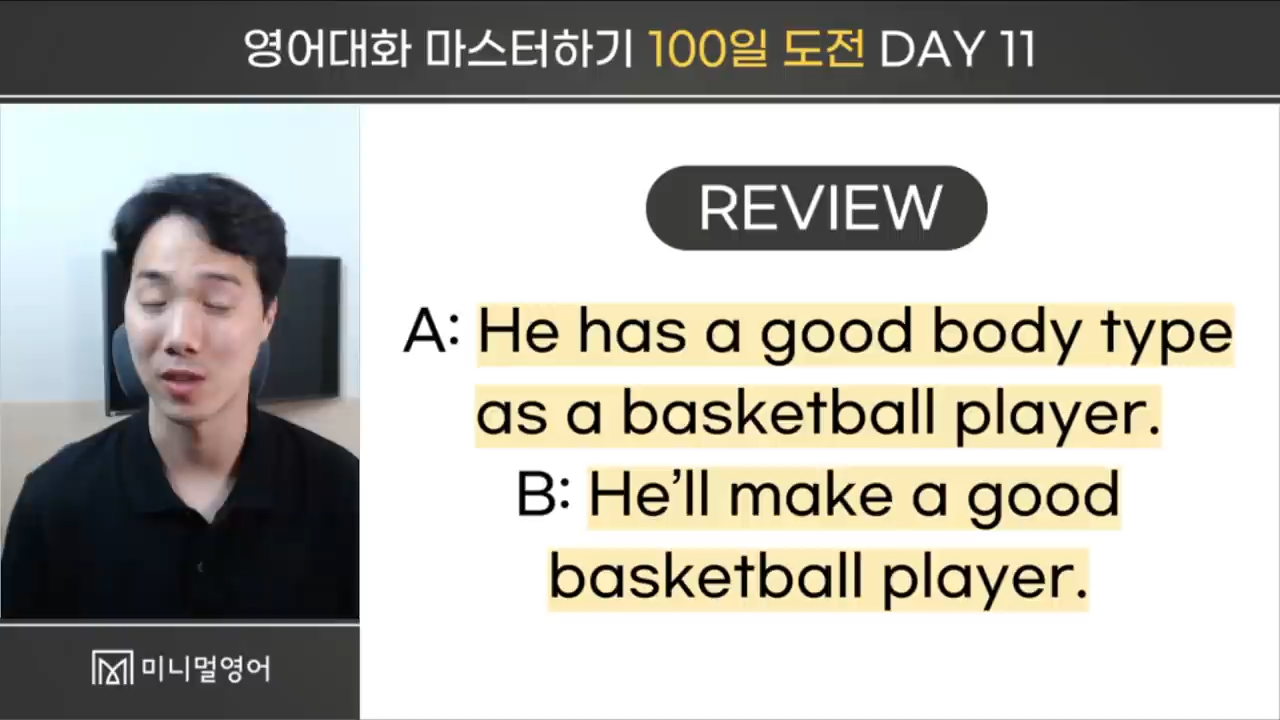 영어대화 마스터하기 100일 도전 DAY 11
REVIEW
A: He has a good body type
as a basketball player.
B: He’ll make a good
basketball player.
미니멀영어